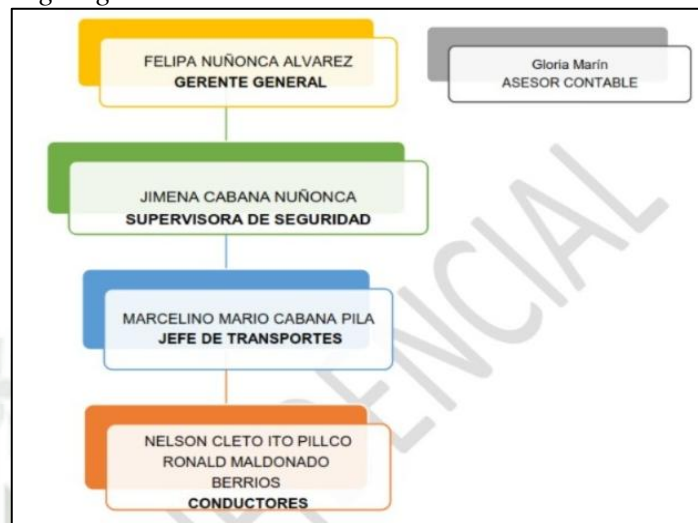 FELIPA NUÑONCA ALVAREZ
GERENTE GENERAL
Gloria Marín
ASESOR CONTABLE
JIMENA CABANA NUÑONCA
SUPERVISORA DE SEGURIDAD
MARCELINO MARIO CABANA PILA
JEFE DE TRANSPORTES
NELSON CLETO ITO PILLCO
RONALD MALDONADO
BERRIOS
CONDUCTORES